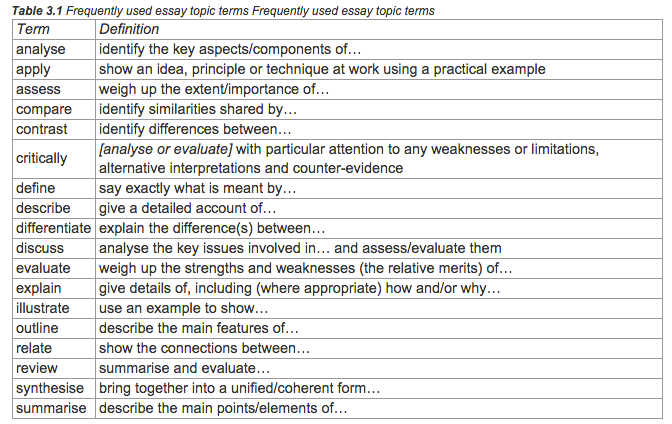 Table 3.1 Frequently used essay topic terms Frequently used essay topic terms
Term Definition
analyse identify the key aspects/components of…
apply show an idea, principle or technique at work using a practical example
assess weigh up the extent/importance of…
compare identify similarities shared by…
contrast identify differences between…
critically [analyse or evaluate] with particular attention to any weaknesses or limitations,
alternative interpretations and counter-evidence
define say exactly what is meant by…
describe give a detailed account of…
differentiate explain the difference(s) between…
discuss analyse the key issues involved in… and assess/evaluate them
evaluate weigh up the strengths and weaknesses (the relative merits) of…
explain give details of, including (where appropriate) how and/or why…
illustrate use an example to show…
outline describe the main features of…
relate show the connections between…
review summarise and evaluate…
synthesise bring together into a unified/coherent form…
summarise describe the main points/elements of…